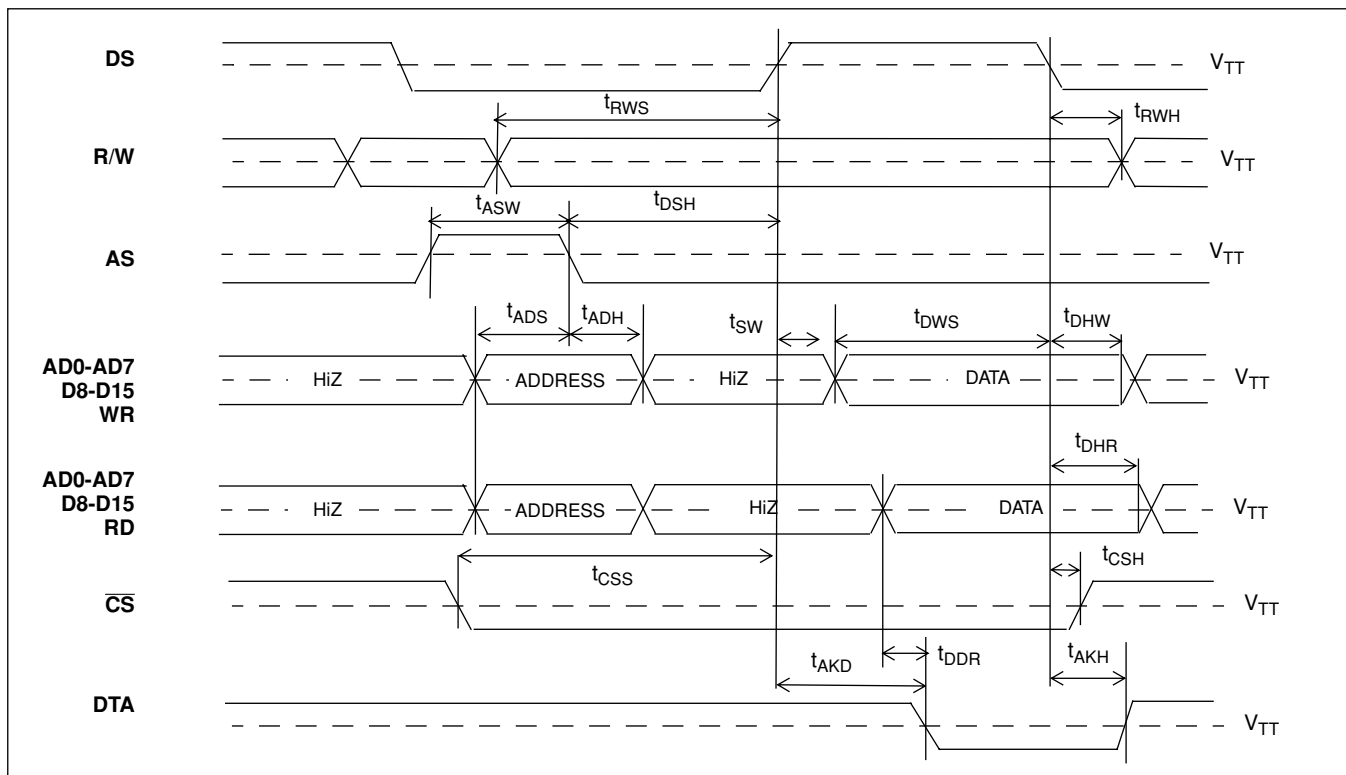 DS
V_TT
t_RWS
t_RWH
R/W
V_TT
t_ASW
t_DSH
AS
V_TT
t_ADS
t_ADH
t_SW
t_DWS
t_DHW
AD0-AD7
D8-D15
WR
HiZ
ADDRESS
HiZ
DATA
V_TT
t_DHR
AD0-AD7
D8-D15
RD
HiZ
ADDRESS
HiZ
DATA
V_TT
t_CSS
t_CSH
C̅S̅
V_TT
t_AKD
t_DDR
t_AKH
DTA
V_TT